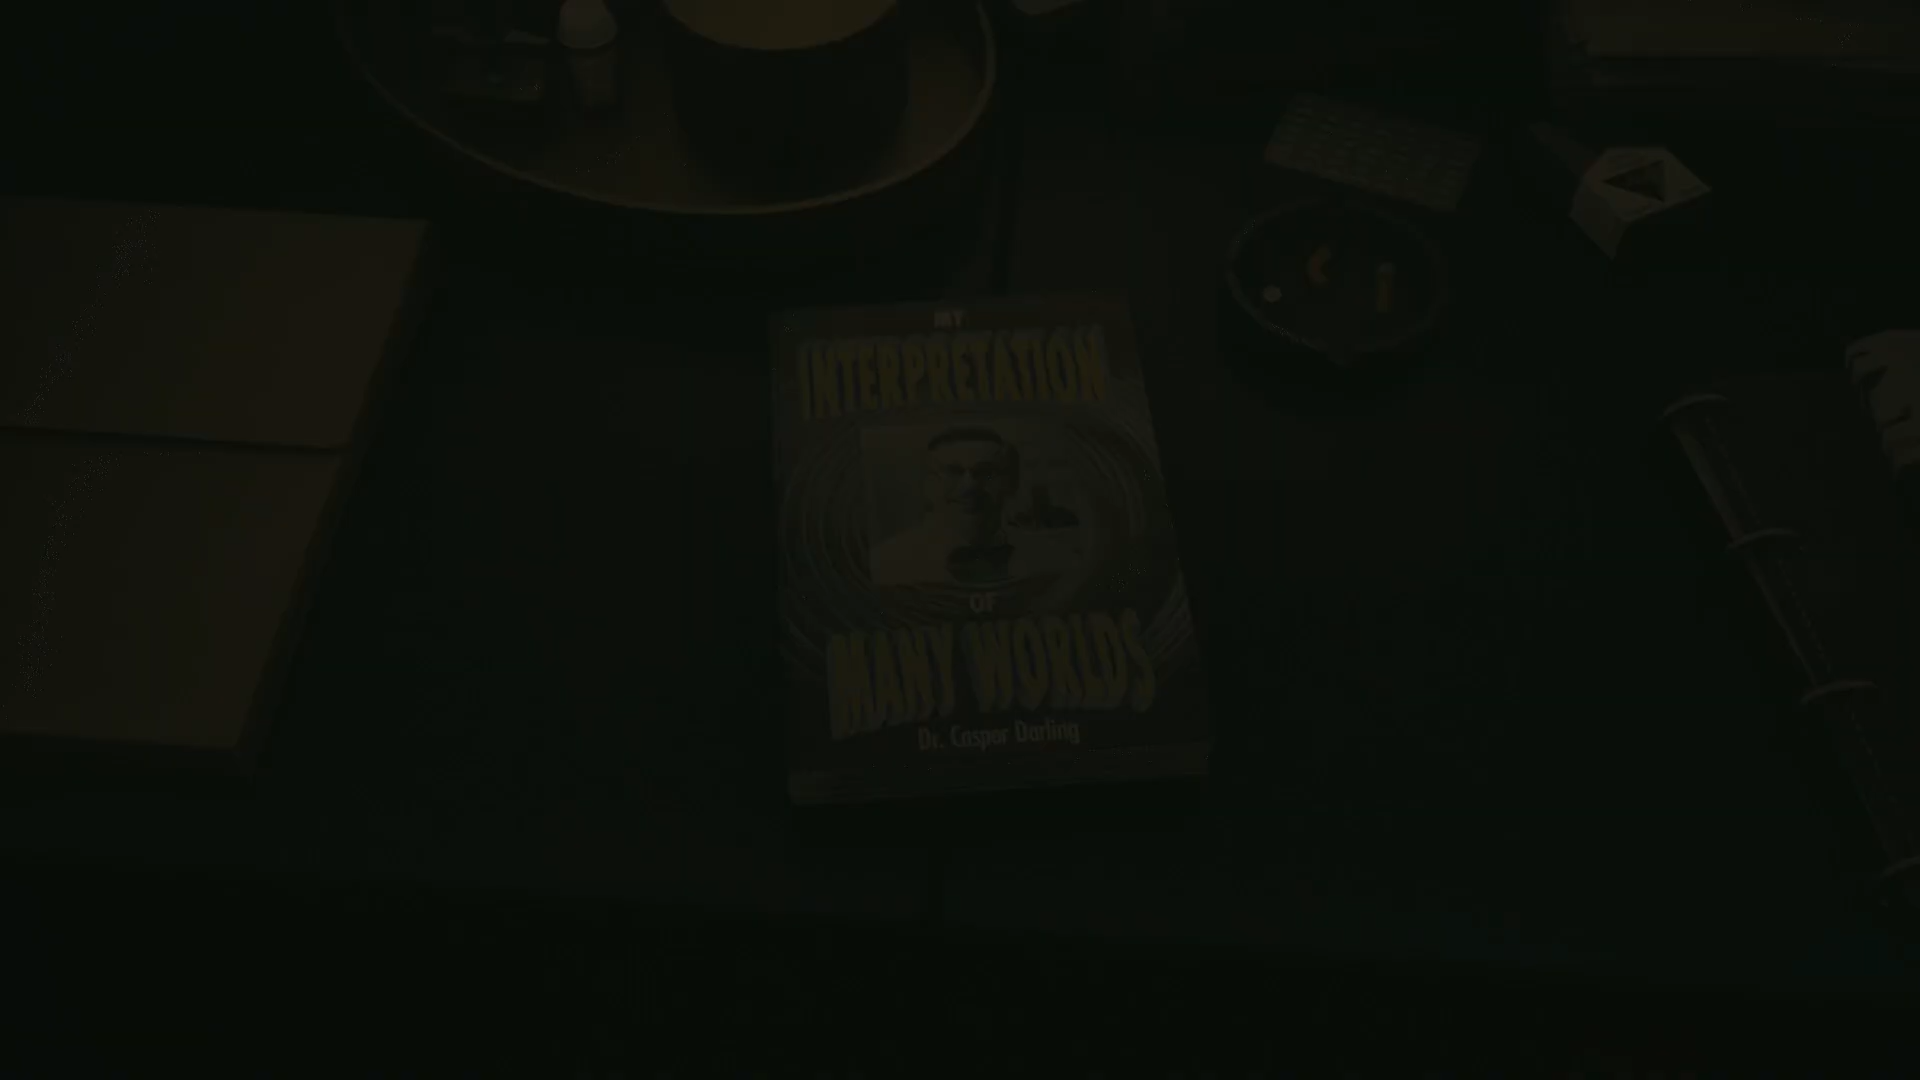 MY
INTERPRETATION
OF
MANY WORLDS
Dr. Casper Darling